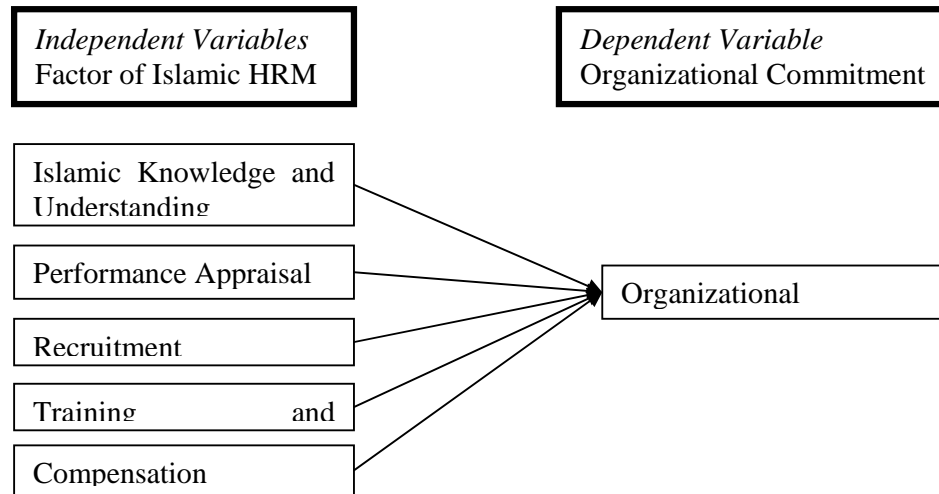 Independent Variables
Factor of Islamic HRM
Dependent Variable
Organizational Commitment
Islamic Knowledge and
Understanding
Performance Appraisal
Organizational
Recruitment
Training and
Compensation